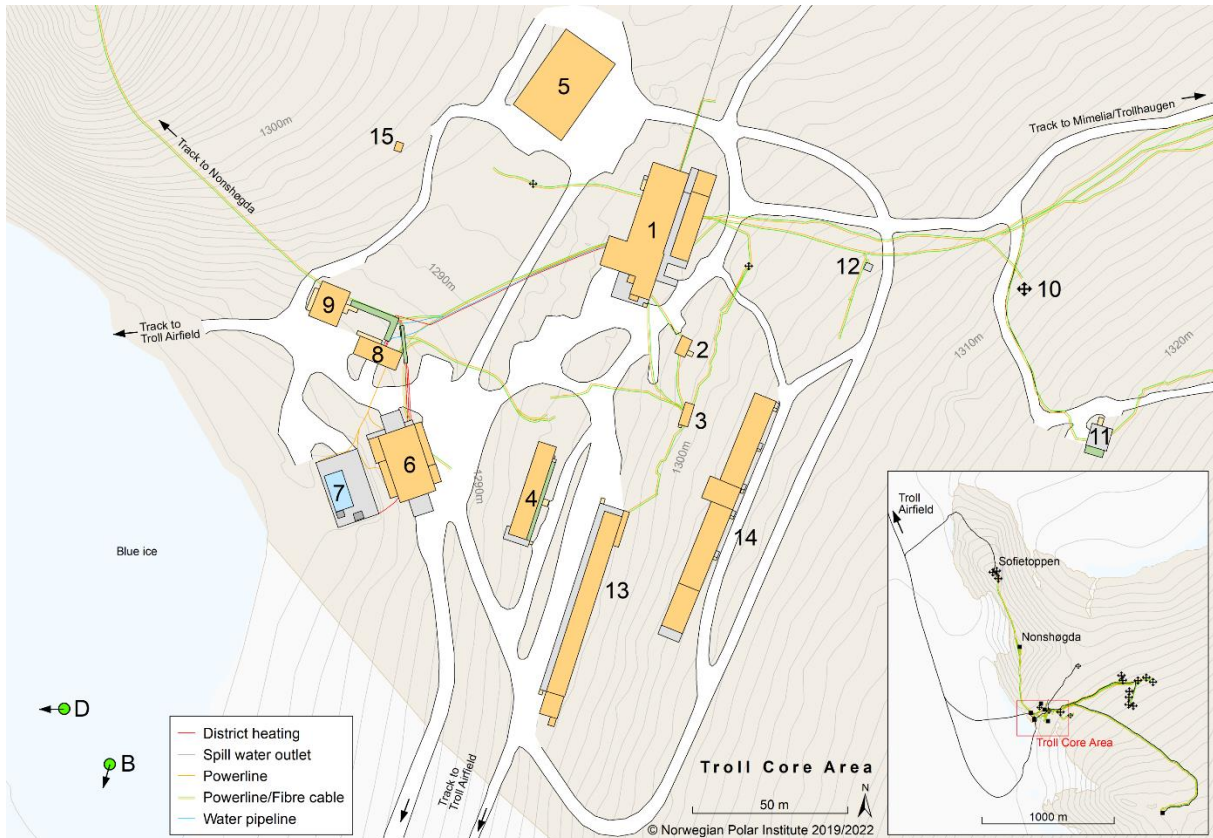 5
15
1300m
Track to Mimelia/Trollhaugen
Track to Nonshøgda
1
12
10
1290m
9
Track to
Troll Airfield
8
2
1310m
1320m
3
11
6
1300m
7
4
1290m
14
13
Blue ice
Troll
Airfield
Sofietoppen
Nonshøgda
Troll Core Area
1000 m
D
B
District heating
Spill water outlet
Powerline
Powerline/Fibre cable
Water pipeline
Track to
Troll Airfield
Troll Core Area
N
50 m
© Norwegian Polar Institute 2019/2022